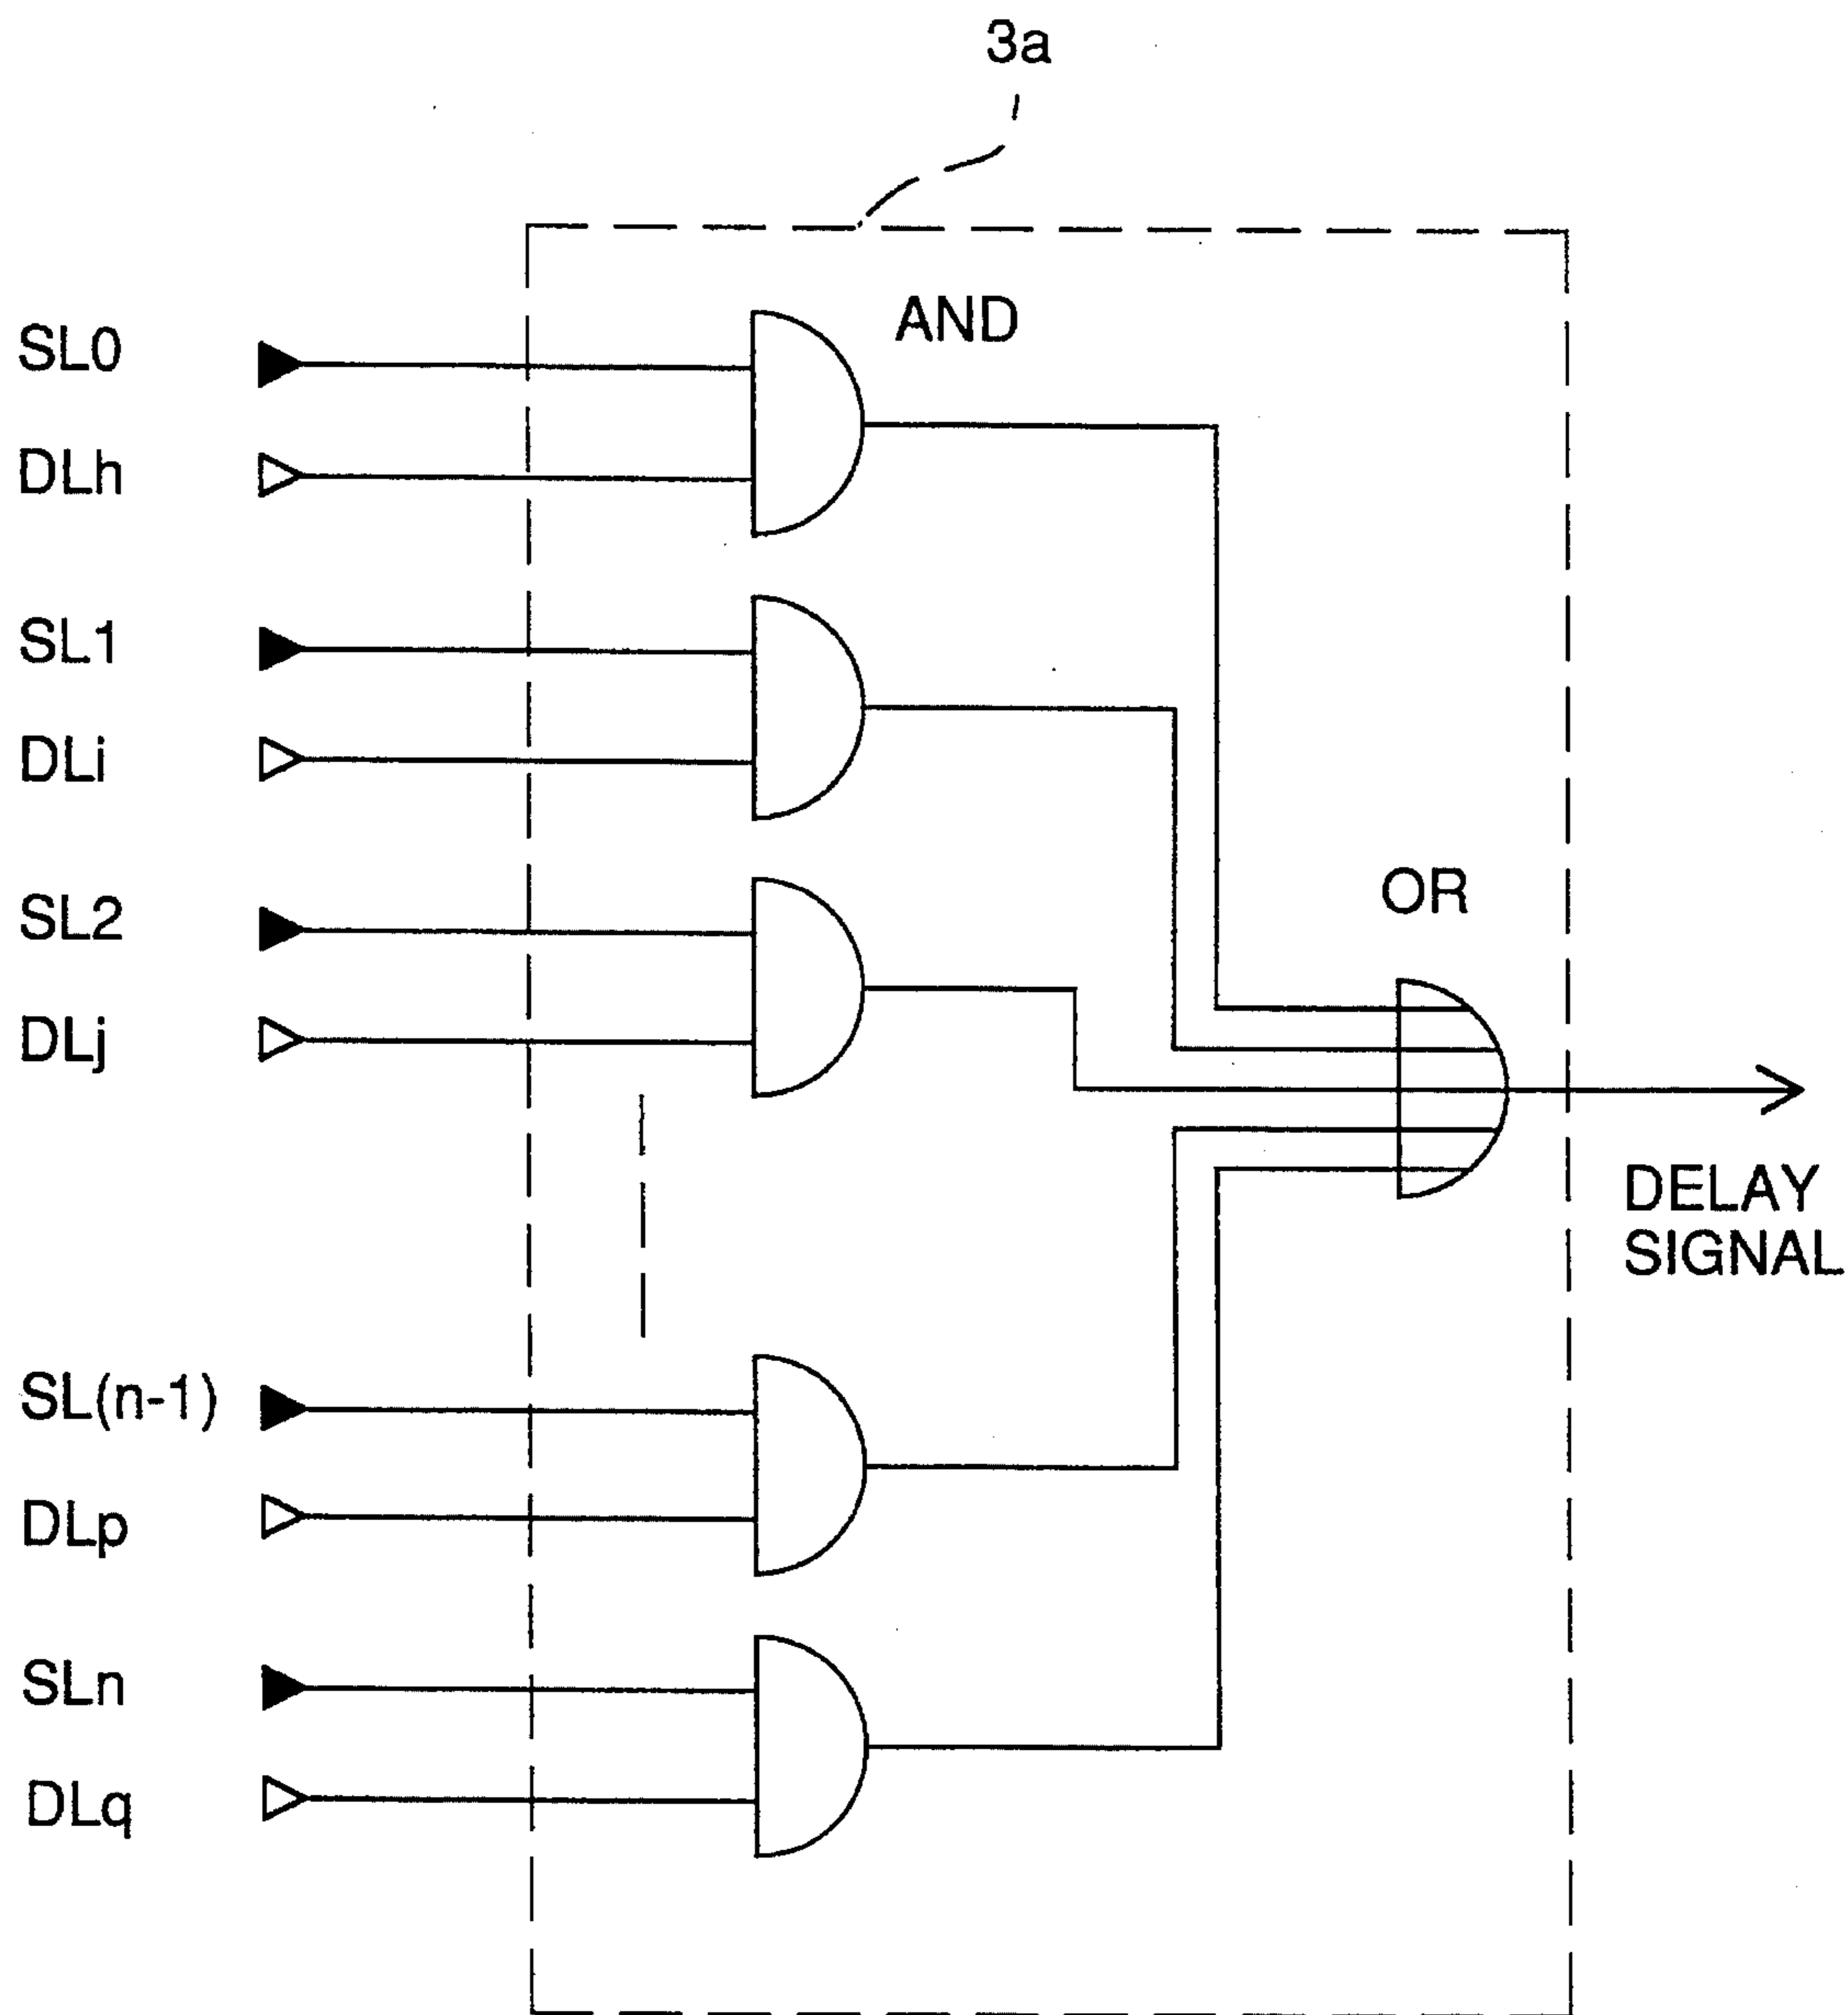 3a
AND
SL0
DLh
SL1
DLi
SL2
DLj
OR
DELAY
SIGNAL
SL(n-1)
DLp
SLn
DLq